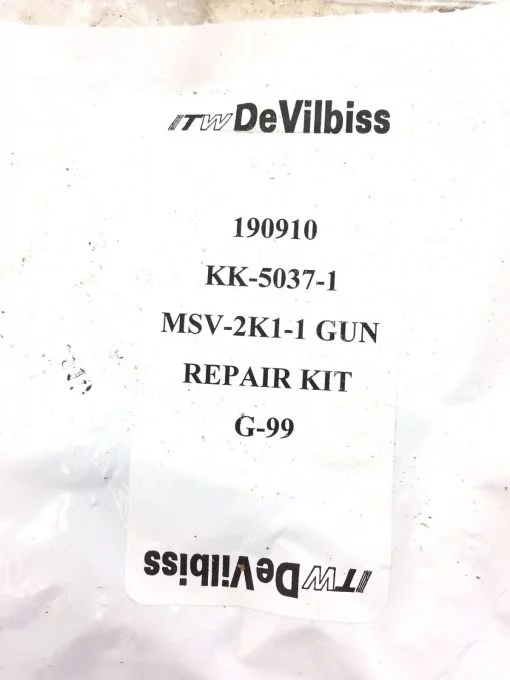 ITW DeVilbiss
190910
KK-5037-1
MSV-2K1-1 GUN
REPAIR KIT
G-99
ITW DeVilbiss